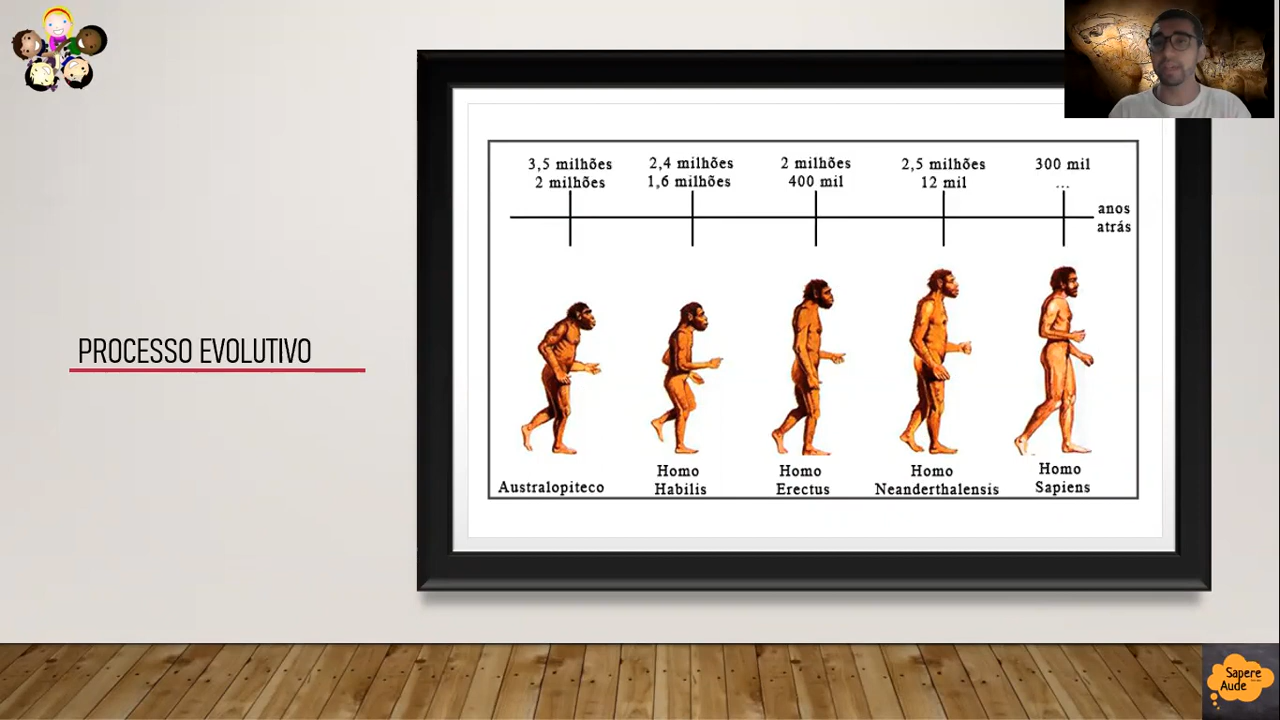 PROCESSO EVOLUTIVO
3,5 milhões
2 milhões
2,4 milhões
1,6 milhões
2 milhões
400 mil
2,5 milhões
12 mil
300 mil
...
anos
atrás
Australopiteco
Homo
Habilis
Homo
Erectus
Homo
Neanderthalensis
Homo
Sapiens
Sapere
Aude